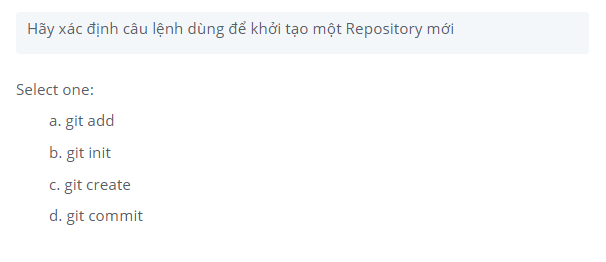 Hãy xác định câu lệnh dùng để khởi tạo một Repository mới
Select one:
a. git add
b. git init
c. git create
d. git commit